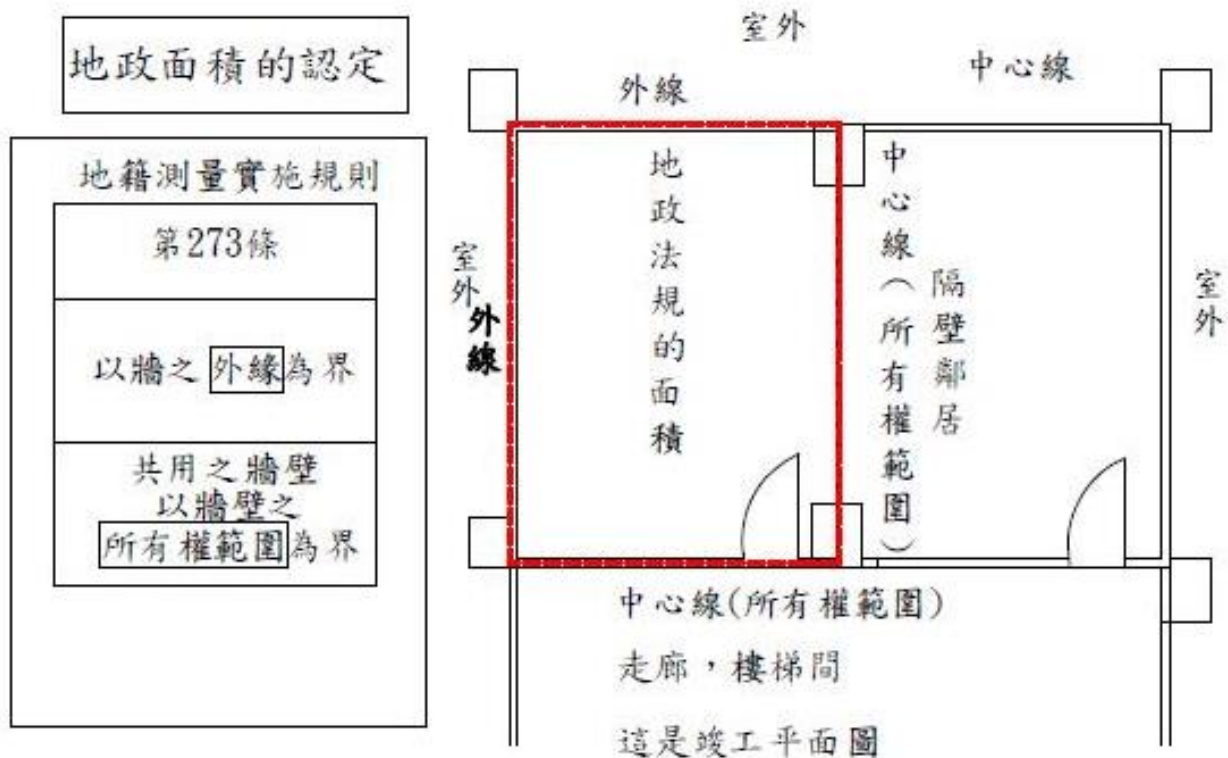 地政面積的認定
地籍測量實施規則
第273條
以牆之外緣為界
共用之牆壁
以牆壁之
所有權範圍為界
室外
外線
中心線
室外
外線
地政法規的面積
中心線(所有權範圍)
隔壁鄰居
室外
中心線(所有權範圍)
走廊,樓梯間
這是竣工平面圖